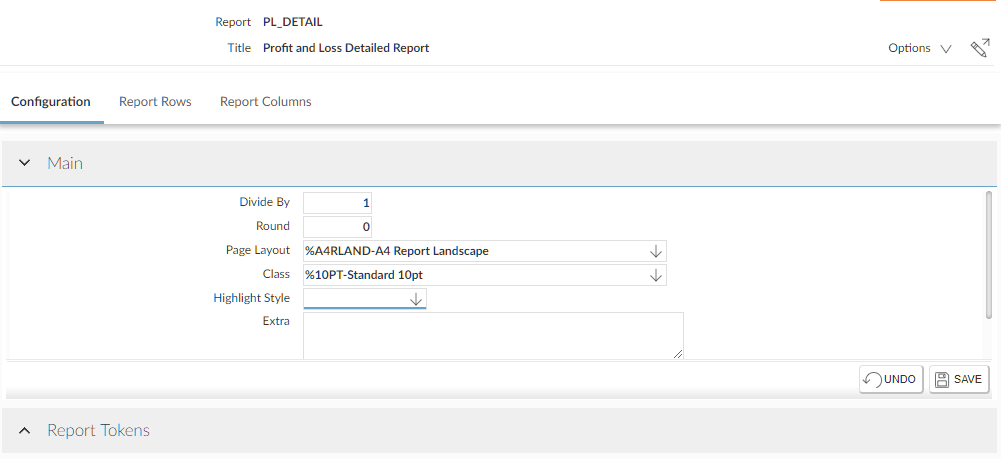 Report PL_DETAIL
Title Profit and Loss Detailed Report
Options
Configuration Report Rows Report Columns
Main
Divide By 1
Round 0
Page Layout %A4RLAND-A4 Report Landscape
Class %10PT-Standard 10pt
Highlight Style
Extra
UNDO SAVE
Report Tokens